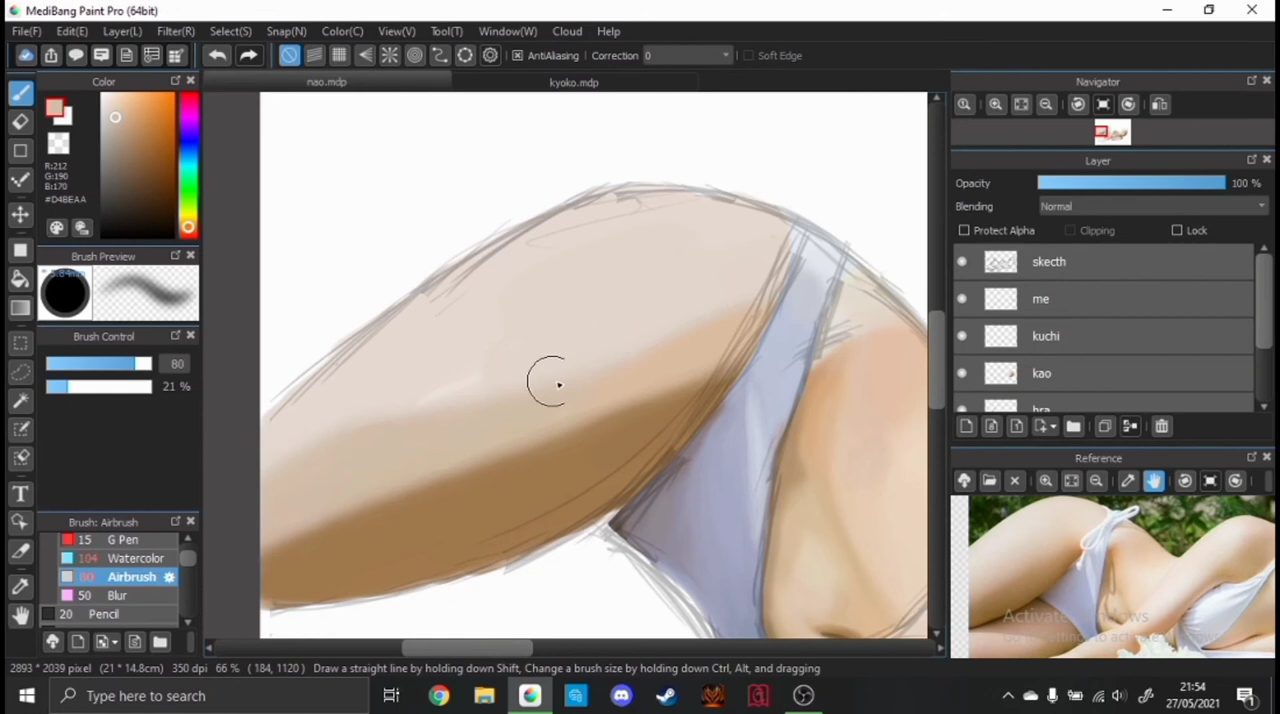 MediBang Paint Pro (64bit)
File(F) Edit(E) Layer(L) Filter(R) Select(S) Snap(N) Color(C) View(V) Tool(T) Window(W) Cloud Help
AntiAliasing Correction 0 Soft Edge
Color
nao.mdp
kyoko.mdp
Navigator
R:212
G:190
B:170
#D4BEAA
Layer
Opacity 100 %
Blending Normal
Protect Alpha Clipping Lock
Brush Preview
skecth
me
Brush Control
kuchi
80
21 %
kao
bra
Reference
Brush: Airbrush
15 G Pen
104 Watercolor
80 Airbrush
50 Blur
20 Pencil
Activate Windows
2893 * 2039 pixel (21 * 14.8cm) 350 dpi 66 % ( 184, 1120 ) Draw a straight line by holding down Shift, Change a brush size by holding down Ctrl, Alt, and dragging
Type here to search
21:54
27/05/2021